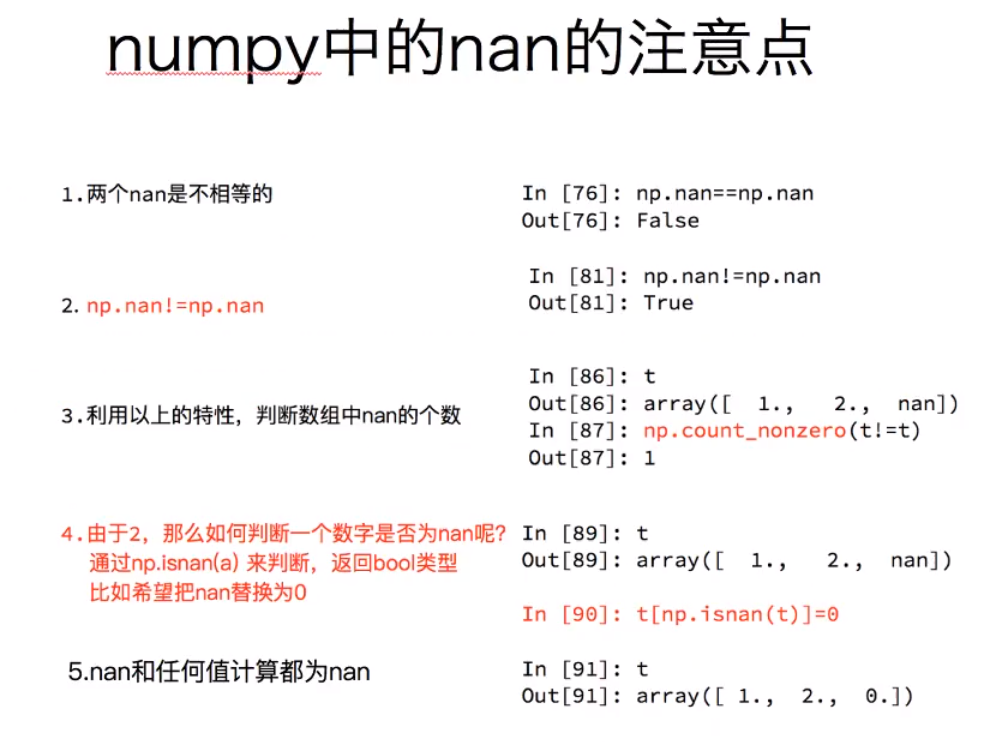 numpy中的nan的注意点
1.两个nan是不相等的
In [76]: np.nan==np.nan
Out[76]: False
2. np.nan!=np.nan
In [81]: np.nan!=np.nan
Out[81]: True
3.利用以上的特性，判断数组中nan的个数
In [86]: t
Out[86]: array([  1.,   2.,  nan])
In [87]: np.count_nonzero(t!=t)
Out[87]: 1
4.由于2，那么如何判断一个数字是否为nan呢？
通过np.isnan(a) 来判断，返回bool类型
比如希望把nan替换为0
In [89]: t
Out[89]: array([  1.,   2.,  nan])
In [90]: t[np.isnan(t)]=0
5.nan和任何值计算都为nan
In [91]: t
Out[91]: array([ 1.,  2.,  0.])